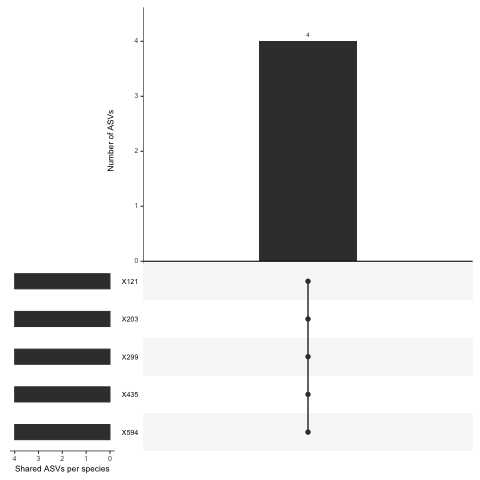 4
4
3
2
1
0
Number of ASVs
X121
X203
X299
X435
X594
4 3 2 1 0
Shared ASVs per species